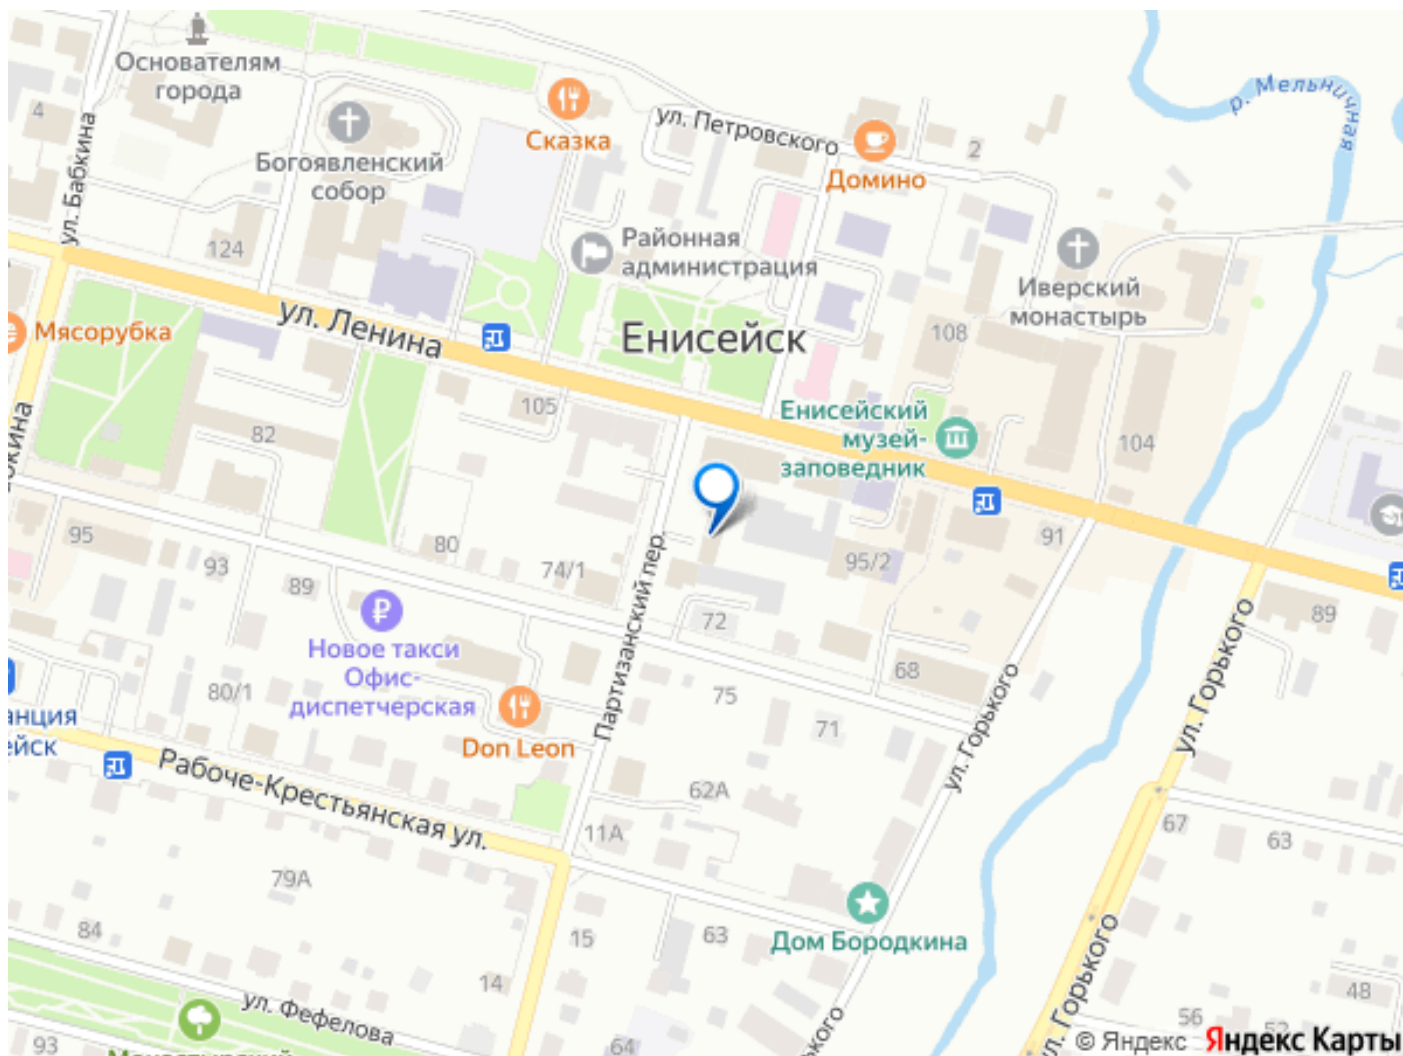 Основателям
города
4
ул. Бабкина
Богоявленский
собор
Сказка
ул. Петровского
Домино
2
р. Мельничная
124
Районная
администрация
Иверский
монастырь
Мясорубка
ул. Ленина
Енисейск
108
105
82
Енисейский
музей-
заповедник
104
95
93
89
80
74/1
Партизанский пер.
72
95/2
91
89
Новое такси
Офис-
диспетчерская
80/1
75
71
68
ул. Горького
ул. Горького
Don Leon
Рабоче-Крестьянская ул.
62А
11А
67
63
79А
84
15
63
Дом Бородкина
14
ул. Фефелова
93
64
ул. Горького
56
48
© Яндекс
Яндекс Карты